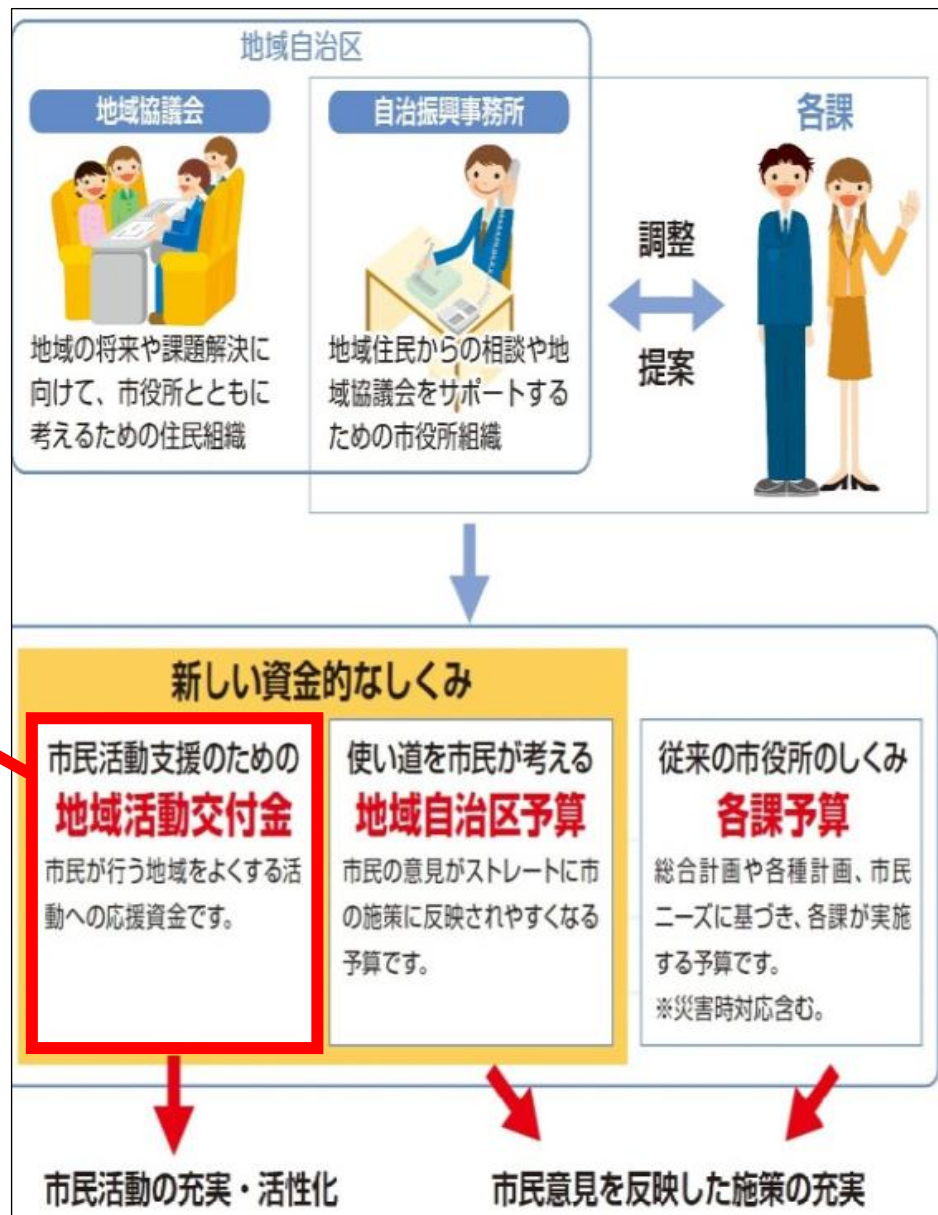 地域自治区
地域協議会
地域の将来や課題解決に
向けて、市役所とともに
考えるための住民組織
自治振興事務所
地域住民からの相談や地
域協議会をサポートする
ための市役所組織
調整
提案
各課
新しい資金的なしくみ
市民活動支援のための
地域活動交付金
市民が行う地域をよくする活
動への応援資金です。
使い道を市民が考える
地域自治区予算
市民の意見がストレートに市
の施策に反映されやすくなる
予算です。
従来の市役所のしくみ
各課予算
総合計画や各種計画、市民
ニーズに基づき、各課が実施
する予算です。
※災害時対応含む。
市民活動の充実・活性化
市民意見を反映した施策の充実